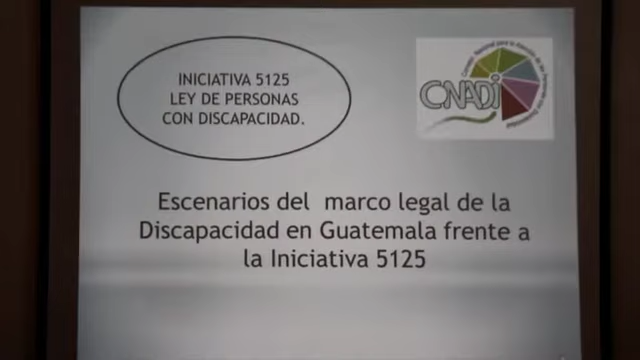 INICIATIVA 5125
LEY DE PERSONAS
CON DISCAPACIDAD.
CNADI
Escenarios del marco legal de la
Discapacidad en Guatemala frente a
la Iniciativa 5125